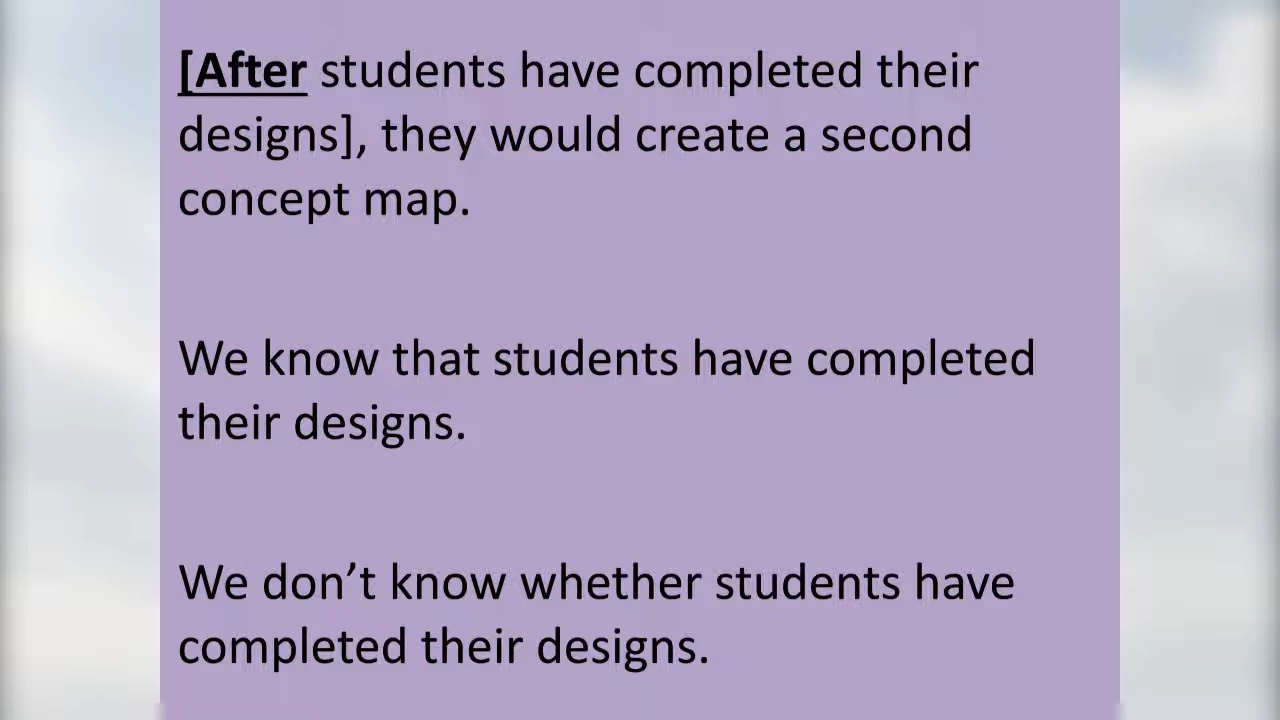 [After students have completed their
designs], they would create a second
concept map.
We know that students have completed
their designs.
We don’t know whether students have
completed their designs.